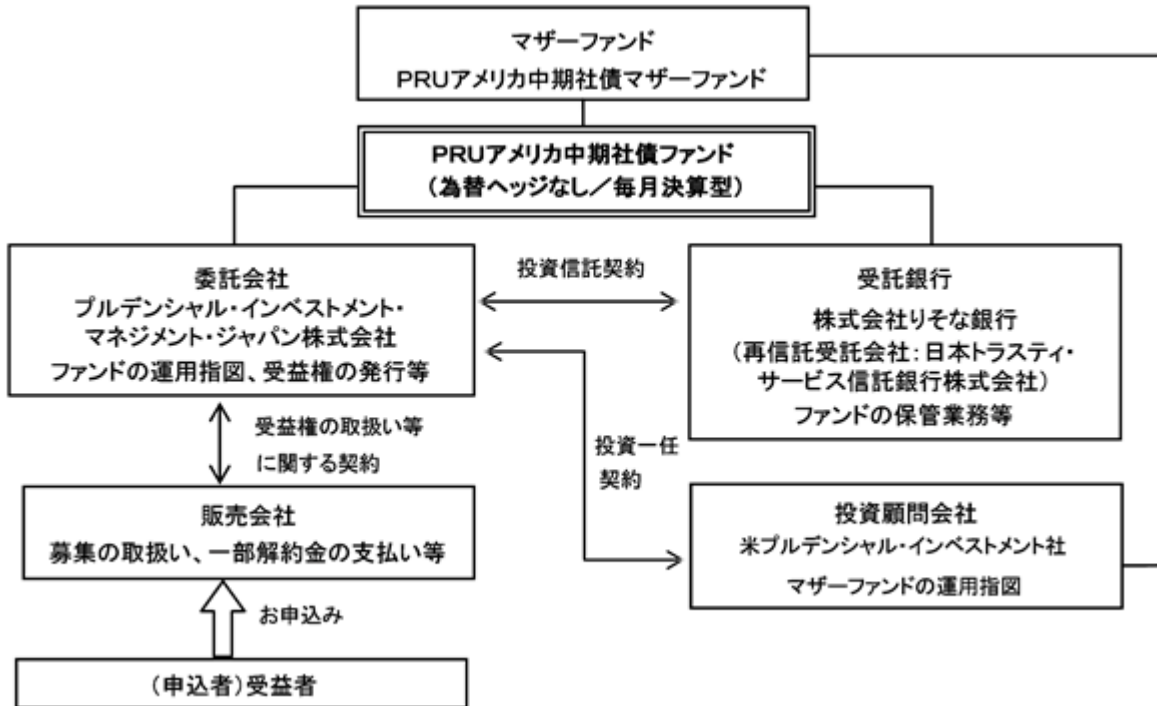 マザーファンド
PRUアメリカ中期社債マザーファンド
PRUアメリカ中期社債ファンド
（為替ヘッジなし／毎月決算型）
委託会社
プルデンシャル・インベストメント・
マネジメント・ジャパン株式会社
ファンドの運用指図、受益権の発行等
投資信託契約
受託銀行
株式会社りそな銀行
（再信託受託会社：日本トラスティ・
サービス信託銀行株式会社）
ファンドの保管業務等
受益権の取扱い等
に関する契約
投資一任
契約
販売会社
募集の取扱い、一部解約金の支払い等
投資顧問会社
米プルデンシャル・インベストメント社
マザーファンドの運用指図
お申込み
（申込者）受益者